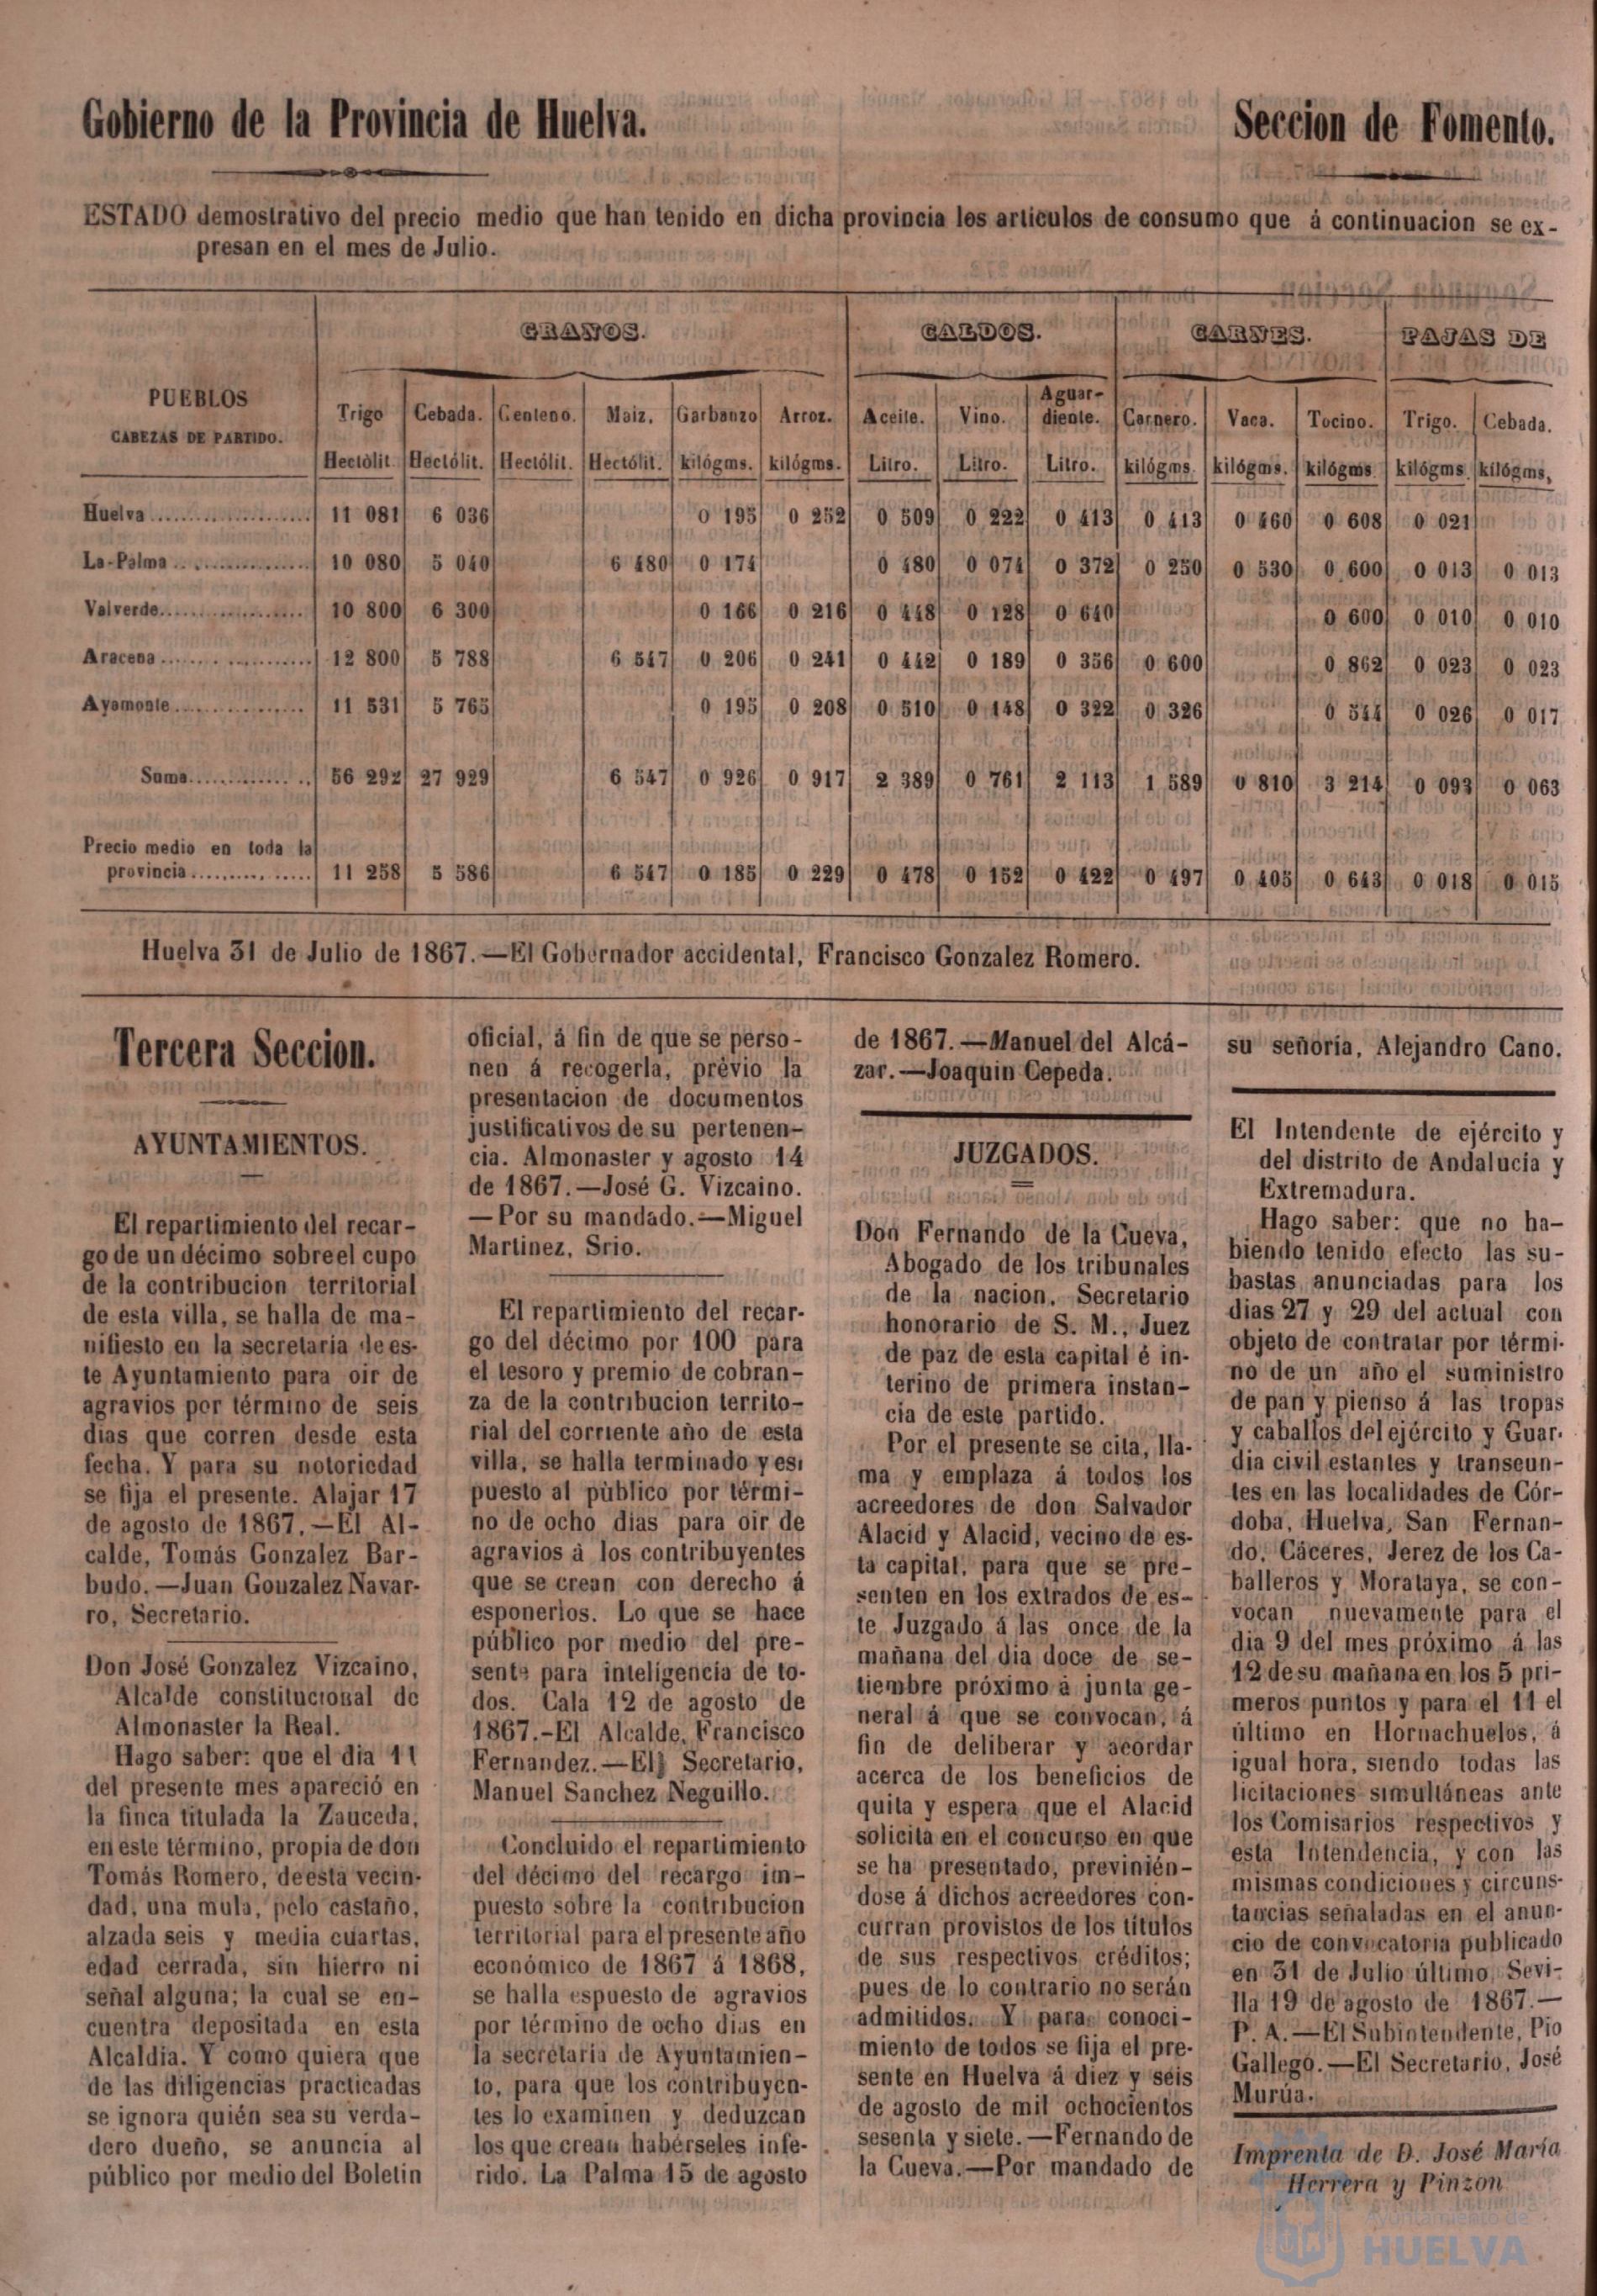 Gobierno de la Provincia de Huelva.
Seccion de Fomento.
ESTADO demostrativo del precio medio que han tenido en dicha provincia los articulos de consumo que á continuacion se ex-
presan en el mes de Julio.
GRANOS. CALDOS. CARNES. PAJAS DE
PUEBLOS
CABEZAS DE PARTIDO.
Trigo Cebada. Centeno. Maiz. Garbanzo Arroz. Aceite. Vino. Aguar-diente. Carnero. Vaca. Tocino. Trigo. Cebada.
Hectólit Hectólit. Hectólit. Hectólit. kilógms. kilógms. Litro. Litro. Litro. kilógms. kilógms. kilógms kilógms kilógms,
Huelva 11 081 6 036 0 195 0 252 0 509 0 222 0 413 0 413 0 460 0 608 0 021
La-Palma 10 080 5 040 6 480 0 174 0 480 0 074 0 372 0 250 0 530 0,600 0 013 0 013
Valverde 10 800 6 300 0 166 0 216 0 448 0 128 0 640 0 600 0 010 0 010
Aracena 12 800 5 788 6 547 0 206 0 241 0 442 0 189 0 356 0 600 0 862 0 023 0 023
Ayamonte 11 531 5 765 0 195 0 208 0 510 0 148 0 322 0 326 0 544 0 026 0 017
Suma 56 292 27 929 6 547 0 926 0 917 2 389 0 761 2 113 1 589 0 810 3 214 0 093 0 063
Precio medio en toda la
provincia 11 258 5 586 6 547 0 185 0 229 0 478 0 152 0 422 0 497 0 405 0 643 0 018 0 015
Huelva 31 de Julio de 1867.—El Gobernador accidental, Francisco Gonzalez Romero.
Tercera Seccion.
AYUNTAMIENTOS.
El repartimiento del recar-
go de un décimo sobre el cupo
de la contribucion territorial
de esta villa, se halla de ma-
nifiesto en la secretaria de es-
te Ayuntamiento para oir de
agravios por término de seis
dias que corren desde esta
fecha. Y para su notoriedad
se fija el presente. Alajar 17
de agosto de 1867.—El Al-
calde, Tomás Gonzalez Bar-
budo.—Juan Gonzalez Navar-
ro, Secretario.
Don José Gonzalez Vizcaino,
Alcalde constitucional de
Almonaster la Real.
Hago saber: que el dia 11
del presente mes apareció en
la finca titulada la Zauceda,
en este término, propia de don
Tomás Romero, de esta vecin-
dad, una mula, pelo castaño,
alzada seis y media cuartas,
edad cerrada, sin hierro ni
señal alguna; la cual se en-
cuentra depositada en esta
Alcaldia. Y como quiera que
de las diligencias practicadas
se ignora quién sea su verda-
dero dueño, se anuncia al
público por medio del Boletin
oficial, á fin de que se perso-
nen á recogerla, prévio la
presentacion de documentos
justificativos de su pertenen-
cia. Almonaster y agosto 14
de 1867.—José G. Vizcaino.
—Por su mandado.—Miguel
Martinez, Srio.
El repartimiento del recar-
go del décimo por 100 para
el tesoro y premio de cobran-
za de la contribucion territo-
rial del corriente año de esta
villa, se halla terminado y es-
puesto al público por térmi-
no de ocho dias para oir de
agravios á los contribuyentes
que se crean con derecho á
esponerlos. Lo que se hace
público por medio del pre-
sente para inteligencia de to-
dos. Cala 12 de agosto de
1867.-El Alcalde, Francisco
Fernandez.—El Secretario,
Manuel Sanchez Neguillo.
Concluido el repartimiento
del décimo del recargo im-
puesto sobre la contribucion
territorial para el presente año
económico de 1867 á 1868,
se halla espuesto de agravios
por término de ocho dias en
la secretaria de Ayuntamien-
to, para que los contribuyen-
tes lo examinen y deduzcan
los que crean habérseles infe-
rido. La Palma 15 de agosto
de 1867.—Manuel del Alcá-
zar.—Joaquin Cepeda.
JUZGADOS.
Don Fernando de la Cueva,
Abogado de los tribunales
de la nacion, Secretario
honorario de S. M., Juez
de paz de esta capital é in-
terino de primera instan-
cia de este partido.
Por el presente se cita, lla-
ma y emplaza á todos los
acreedores de don Salvador
Alacid y Alacid, vecino de es-
ta capital, para que se pre-
senten en los extrados de es-
te Juzgado á las once de la
mañana del dia doce de se-
tiembre próximo á junta ge-
neral á que se convocan, á
fin de deliberar y acordar
acerca de los beneficios de
quita y espera que el Alacid
solicita en el concurso en que
se ha presentado, previnién-
dose á dichos acreedores con-
curran provistos de los títulos
de sus respectivos créditos;
pues de lo contrario no serán
admitidos. Y para conoci-
miento de todos se fija el pre-
sente en Huelva á diez y seis
de agosto de mil ochocientos
sesenta y siete.—Fernando de
la Cueva.—Por mandado de
su señoría, Alejandro Cano.
El Intendente de ejército y
del distrito de Andalucía y
Extremadura.
Hago saber: que no ha-
biendo tenido efecto las su-
bastas anunciadas para los
dias 27 y 29 del actual con
objeto de contratar por térmi-
no de un año el suministro
de pan y pienso á las tropas
y caballos del ejército y Guar-
dia civil estantes y transeun-
tes en las localidades de Cór-
doba, Huelva, San Fernan-
do, Cáceres, Jerez de los Ca-
balleros y Moratalla, se con-
vocan nuevamente para el
dia 9 del mes próximo á las
12 de su mañana en los 5 pri-
meros puntos y para el 11 el
último en Hornachuelos, á
igual hora, siendo todas las
licitaciones simultáneas ante
los Comisarios respectivos y
esta Intendencia, y con las
mismas condiciones y circuns-
tancias señaladas en el anun-
cio de convocatoria publicado
en 31 de Julio último. Sevi-
lla 19 de agosto de 1867.—
P. A.—El Subintendente, Pio
Gallego.—El Secretario, José
Murúa.
Imprenta de D. José María
Herrera y Pinzon
Ayuntamiento de
HUELVA